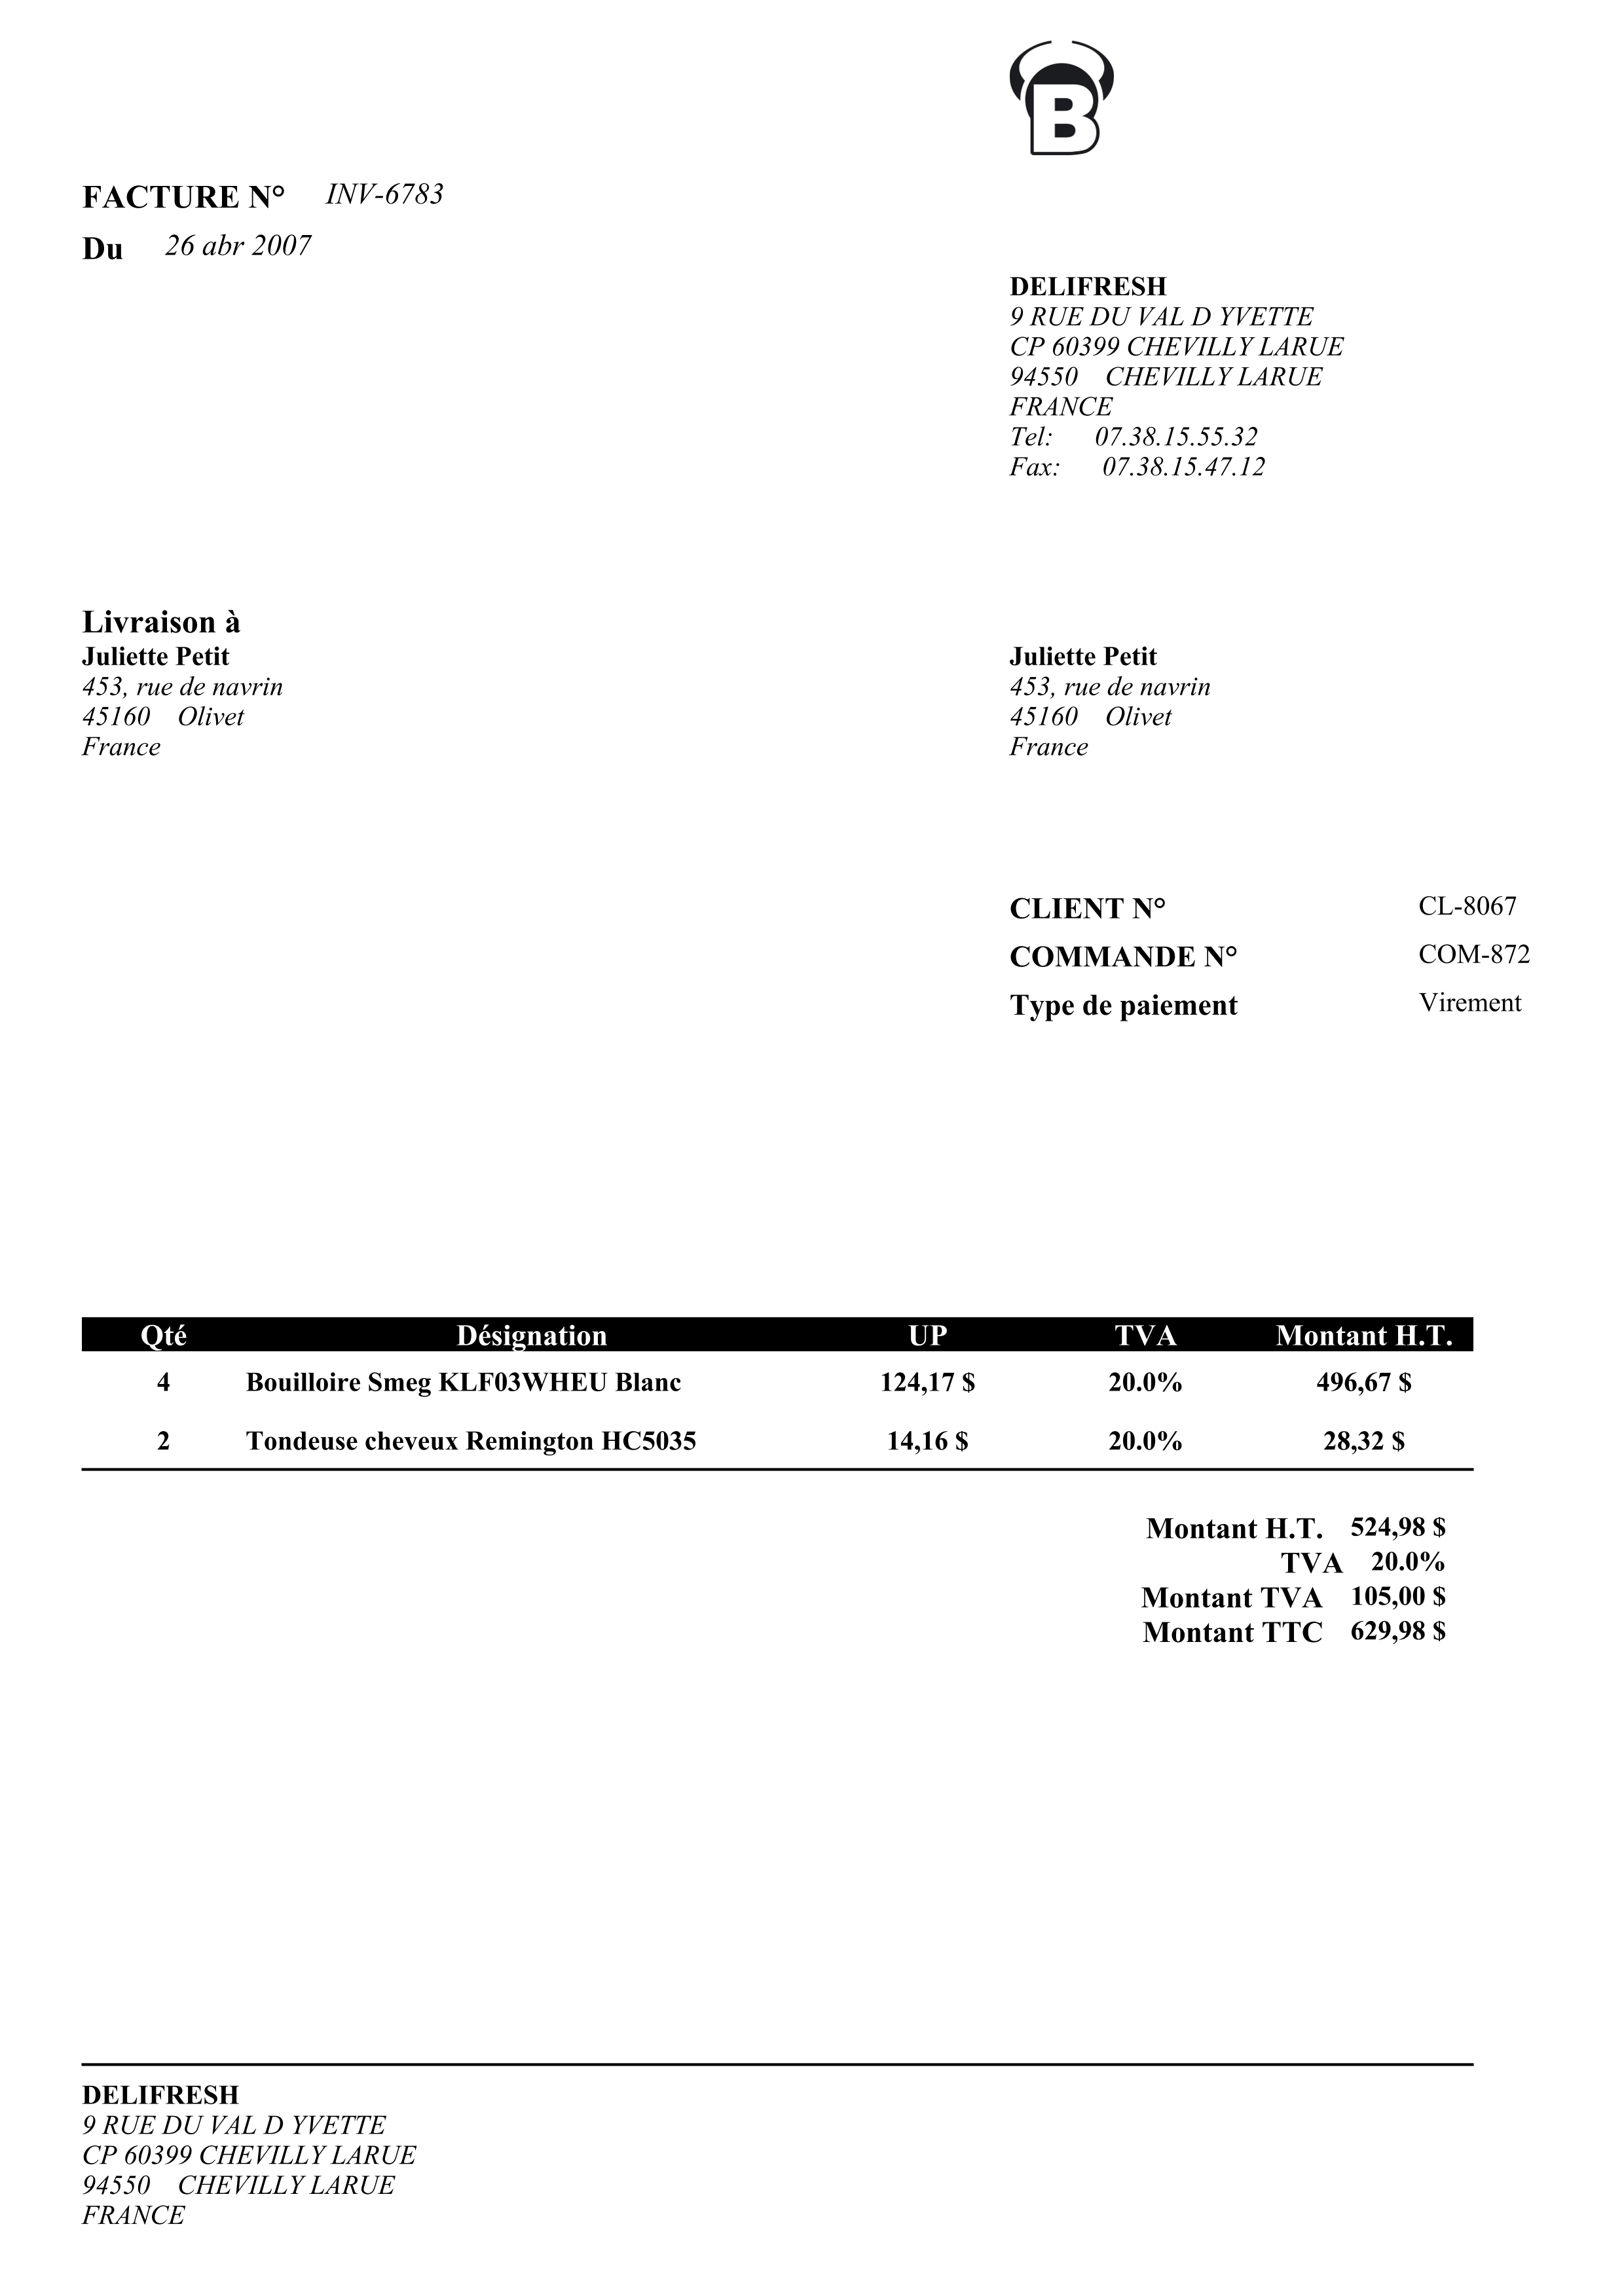 B
FACTURE N° INV-6783
Du 26 abr 2007
DELIFRESH
9 RUE DU VAL D YVETTE
CP 60399 CHEVILLY LARUE
94550 CHEVILLY LARUE
FRANCE
Tel: 07.38.15.55.32
Fax: 07.38.15.47.12
Livraison à
Juliette Petit
453, rue de navrin
45160 Olivet
France
Juliette Petit
453, rue de navrin
45160 Olivet
France
CLIENT N° CL-8067
COMMANDE N° COM-872
Type de paiement Virement
Qté Désignation UP TVA Montant H.T.
4 Bouilloire Smeg KLF03WHEU Blanc 124,17 $ 20.0% 496,67 $
2 Tondeuse cheveux Remington HC5035 14,16 $ 20.0% 28,32 $
Montant H.T. 524,98 $
TVA 20.0%
Montant TVA 105,00 $
Montant TTC 629,98 $
DELIFRESH
9 RUE DU VAL D YVETTE
CP 60399 CHEVILLY LARUE
94550 CHEVILLY LARUE
FRANCE